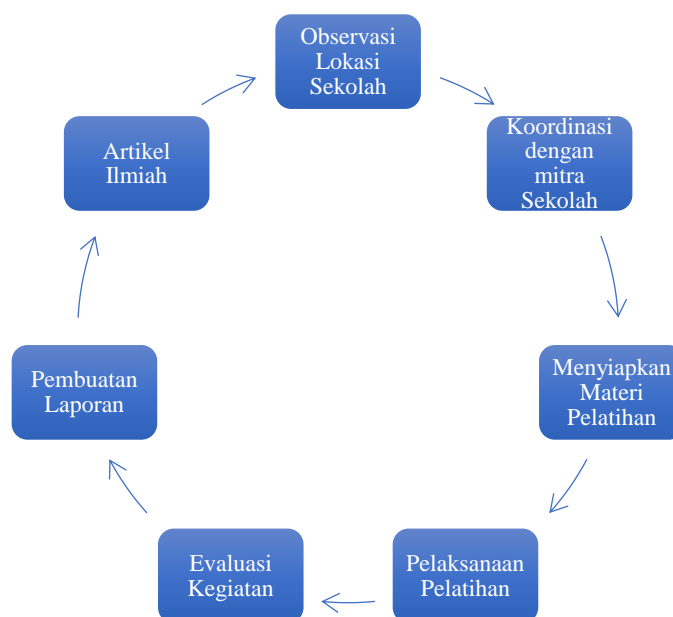 Observasi
Lokasi
Sekolah
Koordinasi
dengan
mitra
Sekolah
Menyiapkan
Materi
Pelatihan
Pelaksanaan
Pelatihan
Evaluasi
Kegiatan
Pembuatan
Laporan
Artikel
Ilmiah